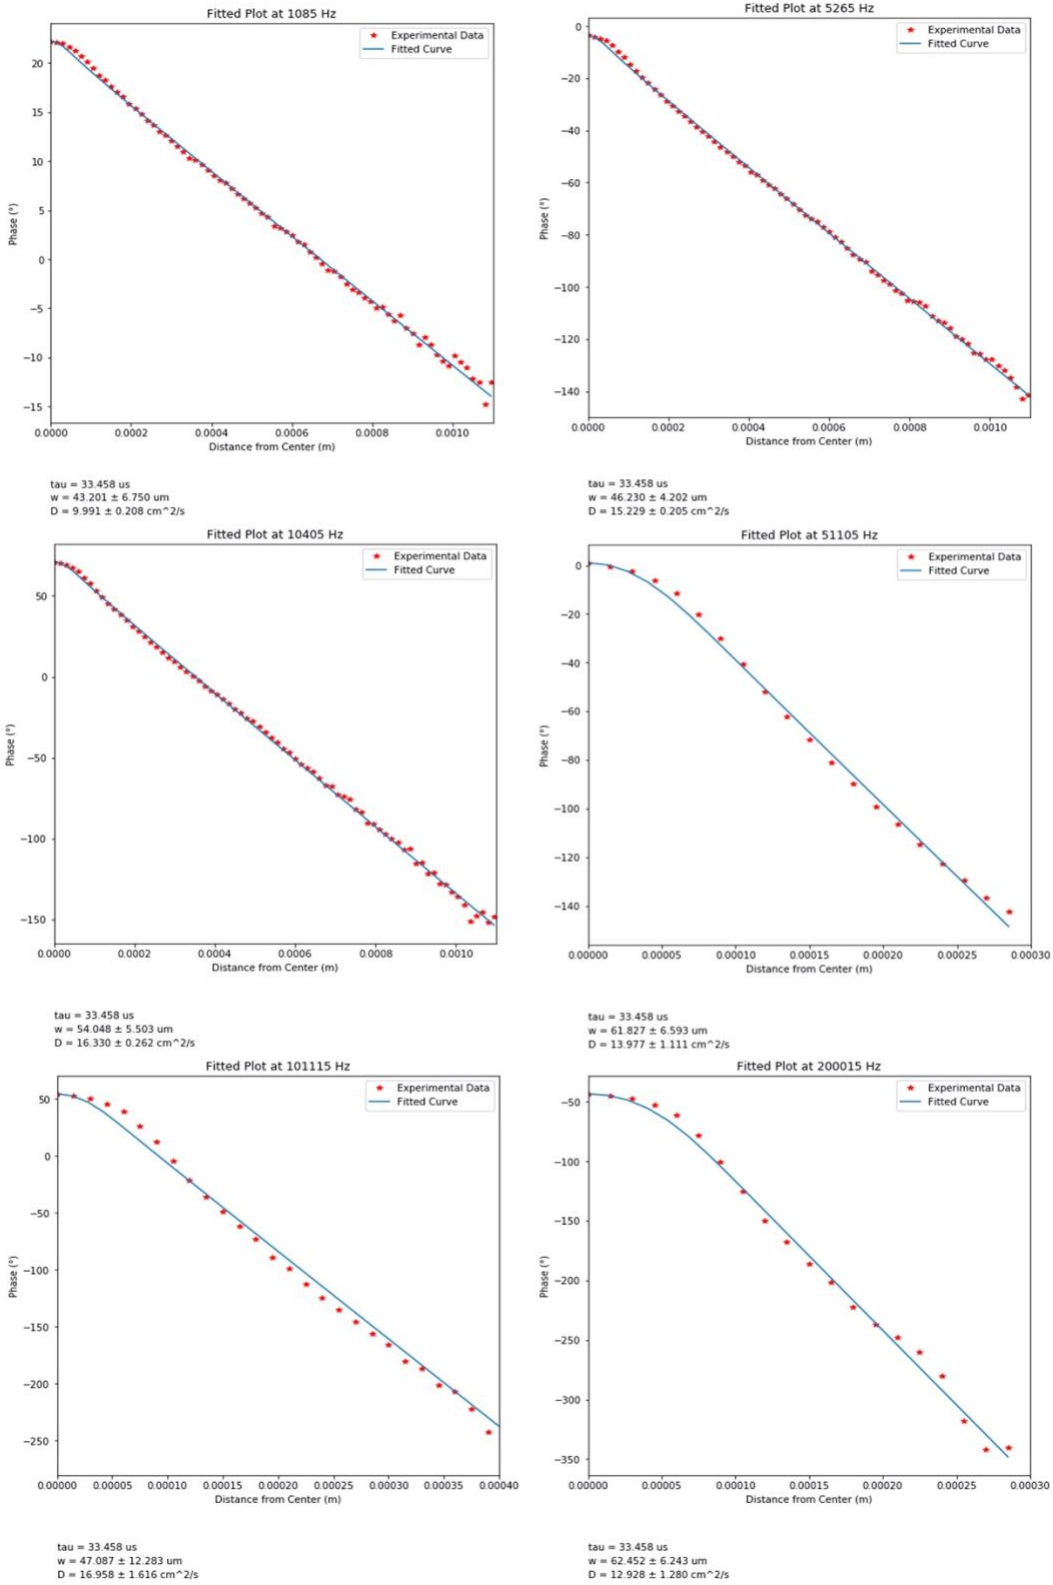 Fitted Plot at 1085 Hz
Experimental Data
Fitted Curve
20
15
10
5
0
−5
−10
−15
Phase (°)
0.0000 0.0002 0.0004 0.0006 0.0008 0.0010
Distance from Center (m)
tau = 33.458 us
w = 43.201 ± 6.750 um
D = 9.991 ± 0.208 cm^2/s
Fitted Plot at 5265 Hz
Experimental Data
Fitted Curve
0
−20
−40
−60
−80
−100
−120
−140
Phase (°)
0.0000 0.0002 0.0004 0.0006 0.0008 0.0010
Distance from Center (m)
tau = 33.458 us
w = 46.230 ± 4.202 um
D = 15.229 ± 0.205 cm^2/s
Fitted Plot at 10405 Hz
Experimental Data
Fitted Curve
50
0
−50
−100
−150
Phase (°)
0.0000 0.0002 0.0004 0.0006 0.0008 0.0010
Distance from Center (m)
tau = 33.458 us
w = 54.048 ± 5.503 um
D = 16.330 ± 0.262 cm^2/s
Fitted Plot at 51105 Hz
Experimental Data
Fitted Curve
0
−20
−40
−60
−80
−100
−120
−140
Phase (°)
0.00000 0.00005 0.00010 0.00015 0.00020 0.00025 0.00030
Distance from Center (m)
tau = 33.458 us
w = 61.827 ± 6.593 um
D = 13.977 ± 1.111 cm^2/s
Fitted Plot at 101115 Hz
Experimental Data
Fitted Curve
50
0
−50
−100
−150
−200
−250
Phase (°)
0.00000 0.00005 0.00010 0.00015 0.00020 0.00025 0.00030 0.00035 0.00040
Distance from Center (m)
tau = 33.458 us
w = 47.087 ± 12.283 um
D = 16.958 ± 1.616 cm^2/s
Fitted Plot at 200015 Hz
Experimental Data
Fitted Curve
−50
−100
−150
−200
−250
−300
−350
Phase (°)
0.00000 0.00005 0.00010 0.00015 0.00020 0.00025 0.00030
Distance from Center (m)
tau = 33.458 us
w = 62.452 ± 6.243 um
D = 12.928 ± 1.280 cm^2/s